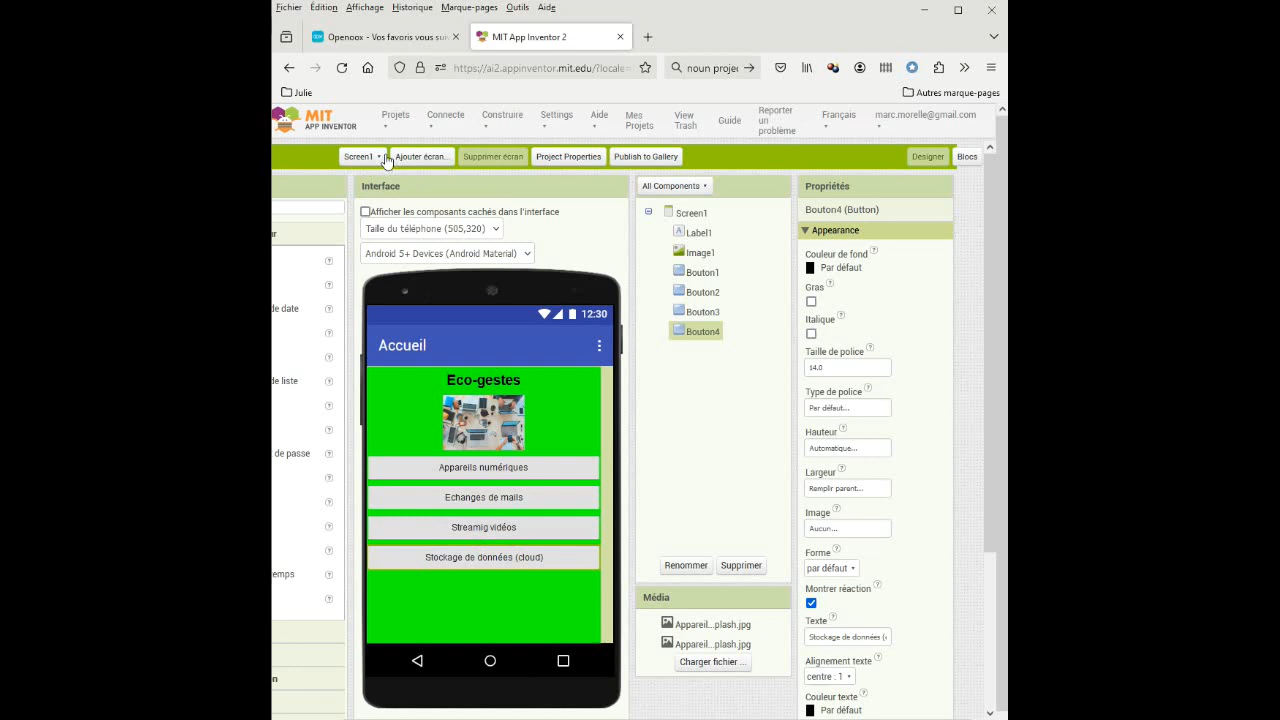 Fichier Édition Affichage Historique Marque-pages Outils Aide
Openoox - Vos favoris vous sui
MIT App Inventor 2
https://ai2.appinventor.mit.edu/?locale=
noun projec
Julie
Autres marque-pages
MIT
APP INVENTOR
Projets
Connecte
Construire
Settings
Aide
Mes Projets
View Trash
Guide
Reporter un problème
Français
marc.morelle@gmail.com
Screen1
Ajouter écran...
Supprimer écran
Project Properties
Publish to Gallery
Designer
Blocs
Interface
Afficher les composants cachés dans l'interface
Taille du téléphone (505,320)
Android 5+ Devices (Android Material)
ur
de date
de liste
de passe
emps
on
12:30
Accueil
Eco-gestes
Appareils numériques
Echanges de mails
Streamig vidéos
Stockage de données (cloud)
All Components
Screen1
Label1
Image1
Bouton1
Bouton2
Bouton3
Bouton4
Renommer
Supprimer
Média
Appareil...plash.jpg
Appareil...plash.jpg
Charger fichier ...
Propriétés
Bouton4 (Button)
Appearance
Couleur de fond
Par défaut
Gras
Italique
Taille de police
14.0
Type de police
Par défaut...
Hauteur
Automatique...
Largeur
Remplir parent...
Image
Aucun...
Forme
par défaut
Montrer réaction
Texte
Stockage de données (c
Alignement texte
centre : 1
Couleur texte
Par défaut